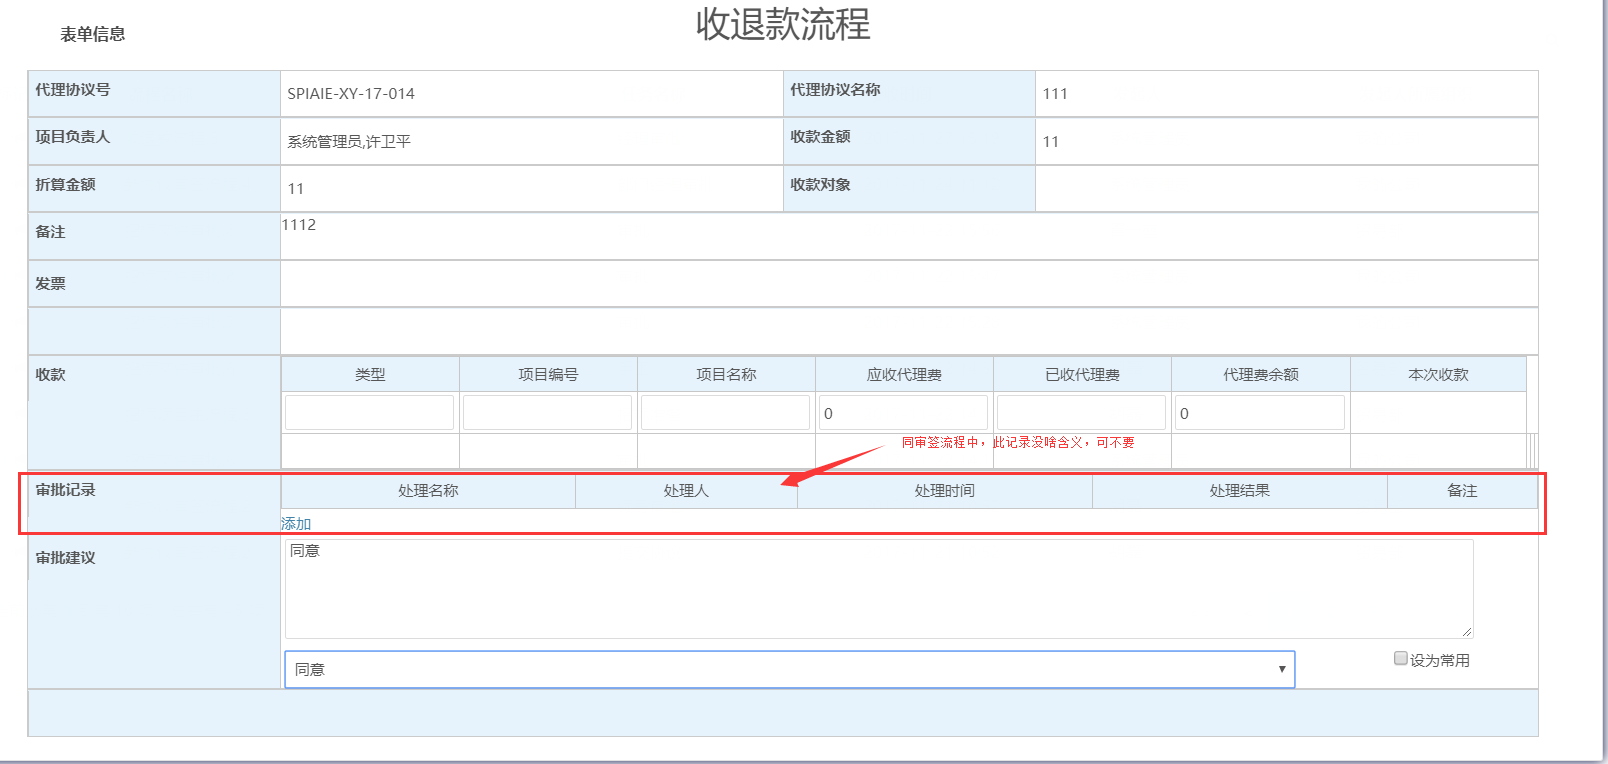 收退款流程
表单信息
代理协议号 SPIAIE-XY-17-014 代理协议名称 111
项目负责人 系统管理员,许卫平 收款金额 11
折算金额 11 收款对象
备注 1112
发票
收款 类型 项目编号 项目名称 应收代理费 已收代理费 代理费余额 本次收款
0 0
同审签流程中，此记录没啥含义，可不要
审批记录 处理名称 处理人 处理时间 处理结果 备注
添加
审批建议 同意
同意 设为常用